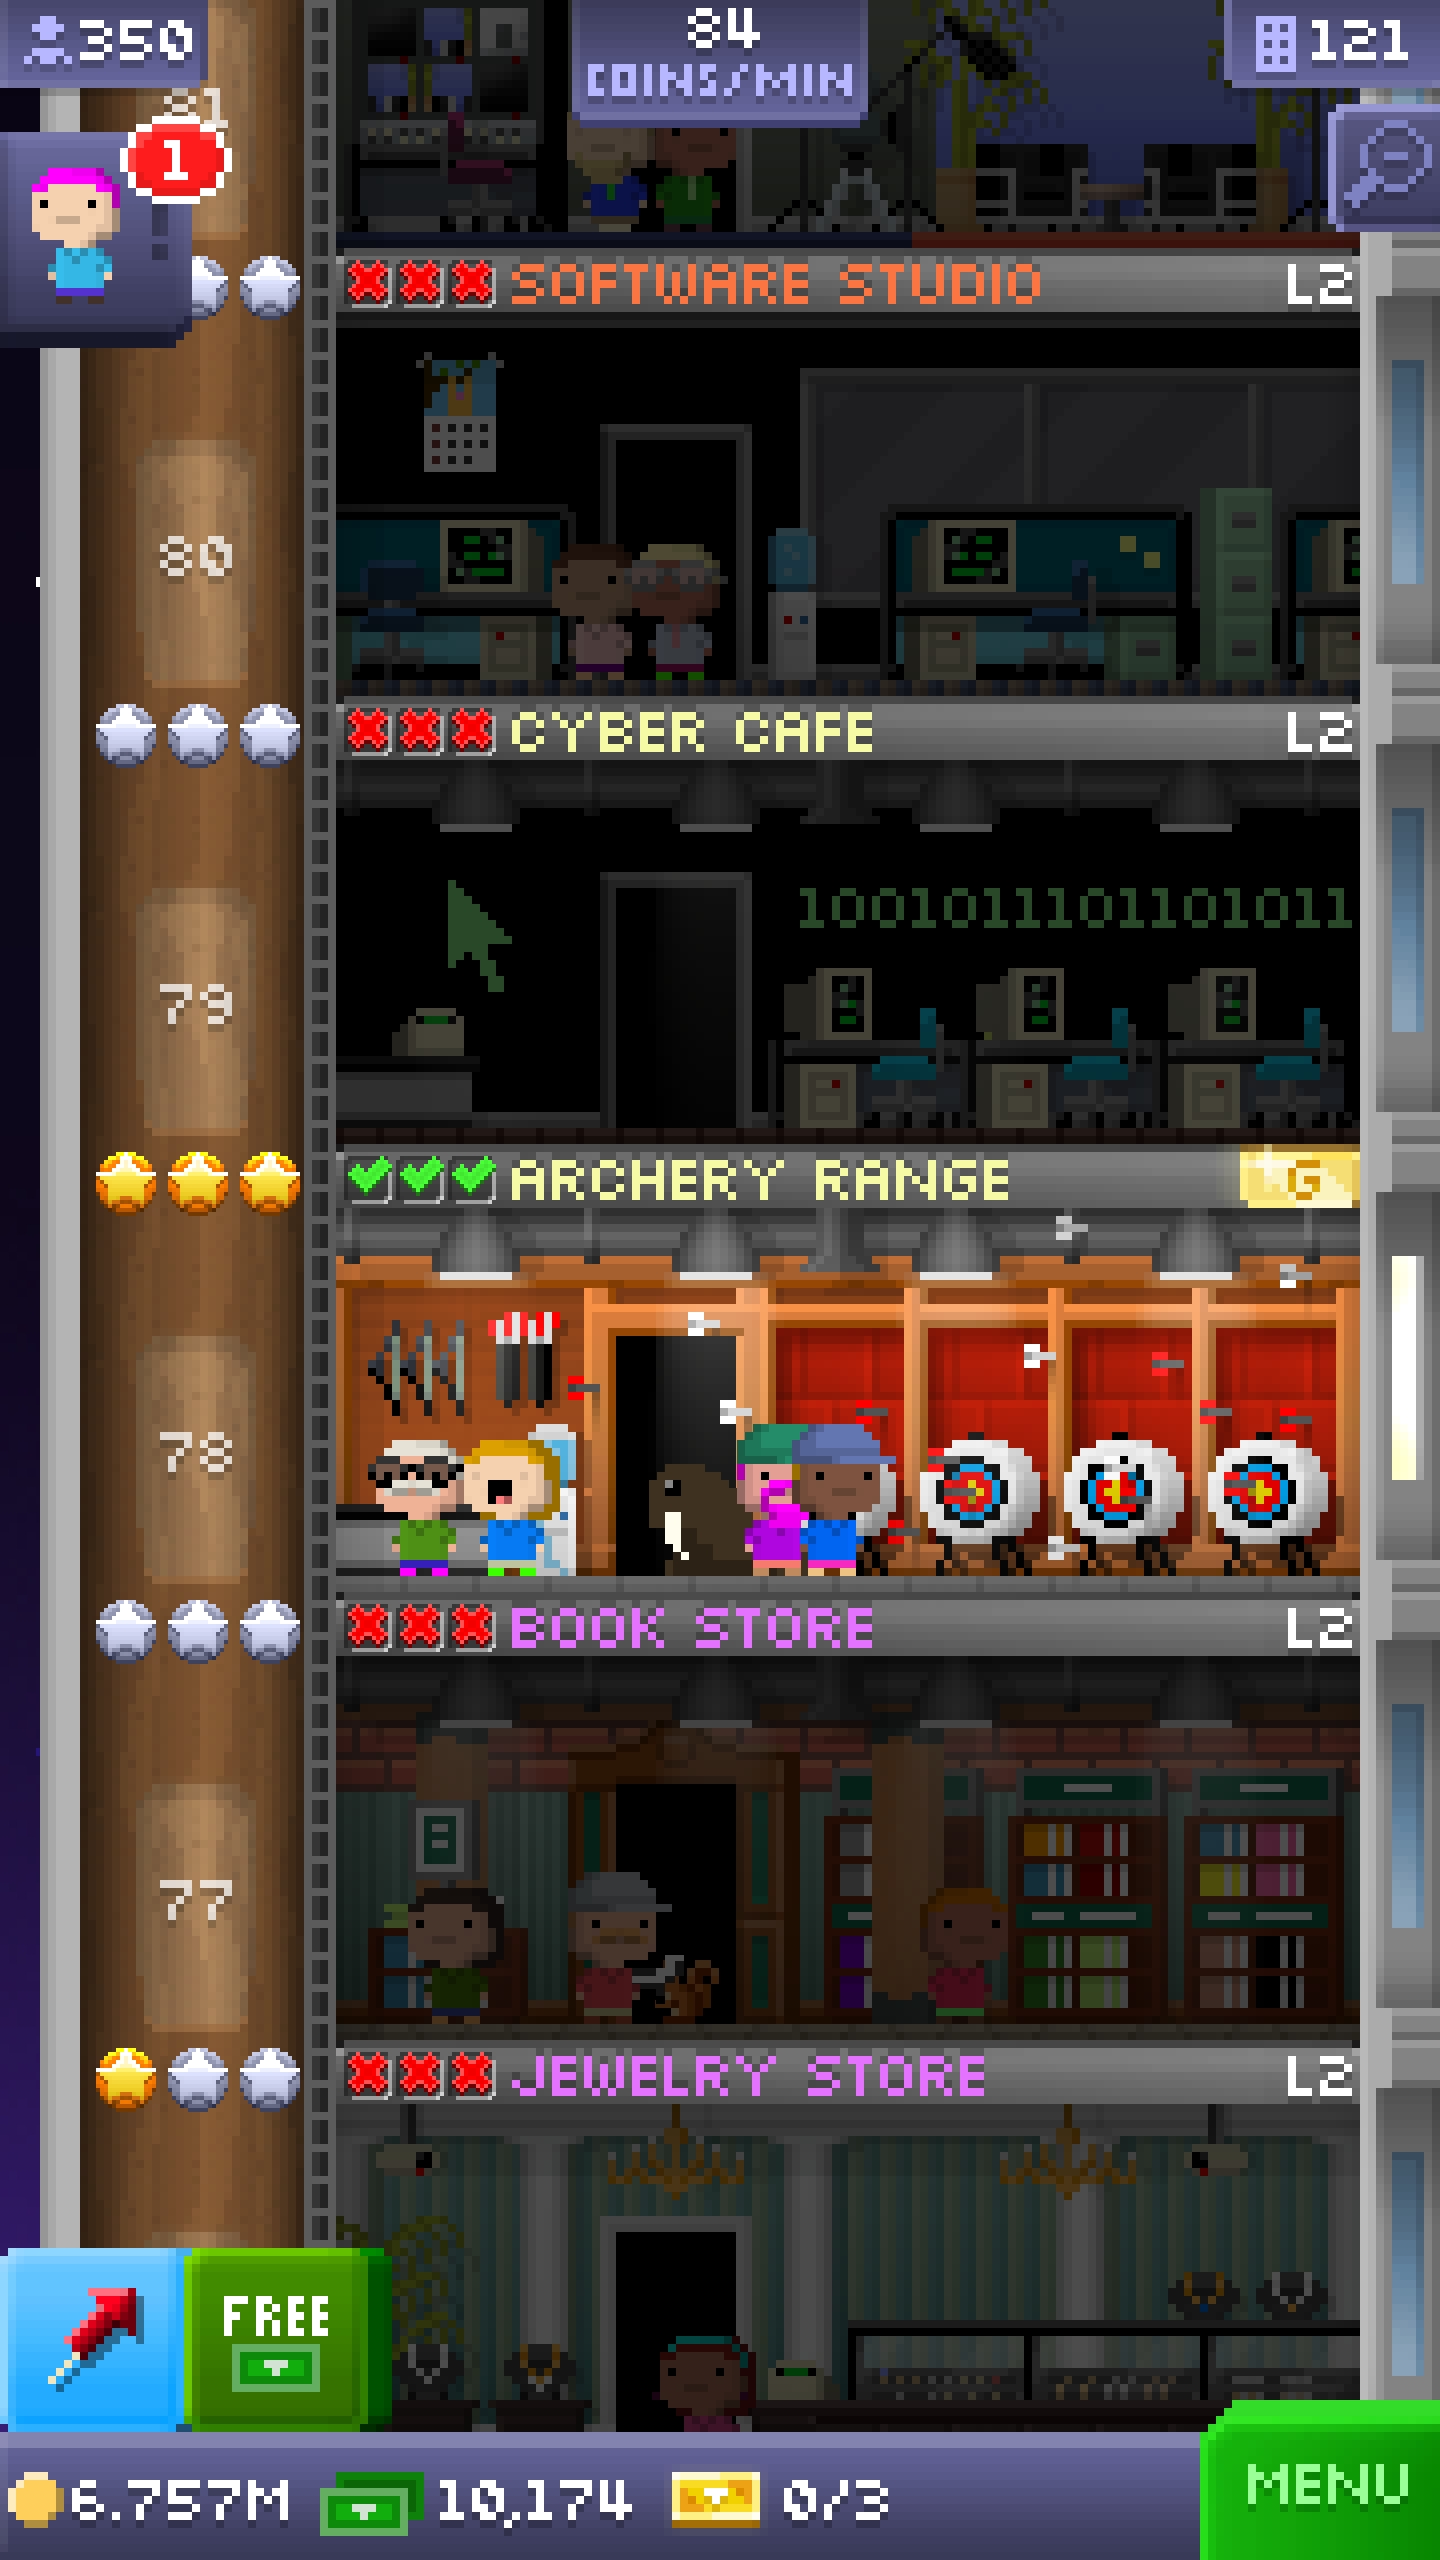 350
84
COINS/MIN
121
81
1
SOFTWARE STUDIO
L2
80
CYBER CAFE
L2
1001011101101011
79
ARCHERY RANGE
G
78
BOOK STORE
L2
77
JEWELRY STORE
L2
FREE
6.757M
10,174
0/3
MENU